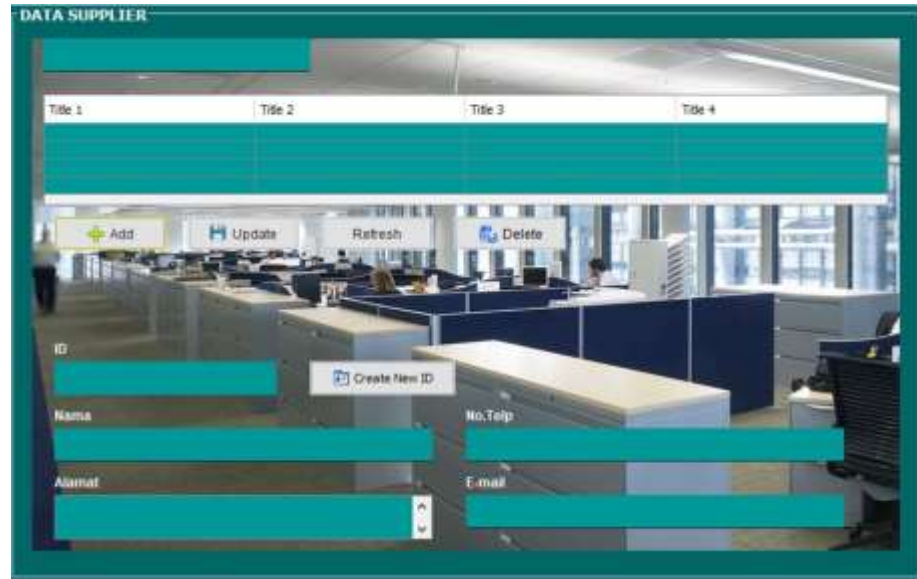 DATA SUPPLIER
Title 1 Title 2 Title 3 Title 4
Add Update Refresh Delete
ID
Create New ID
Nama No.Telp
Alamat E-mail